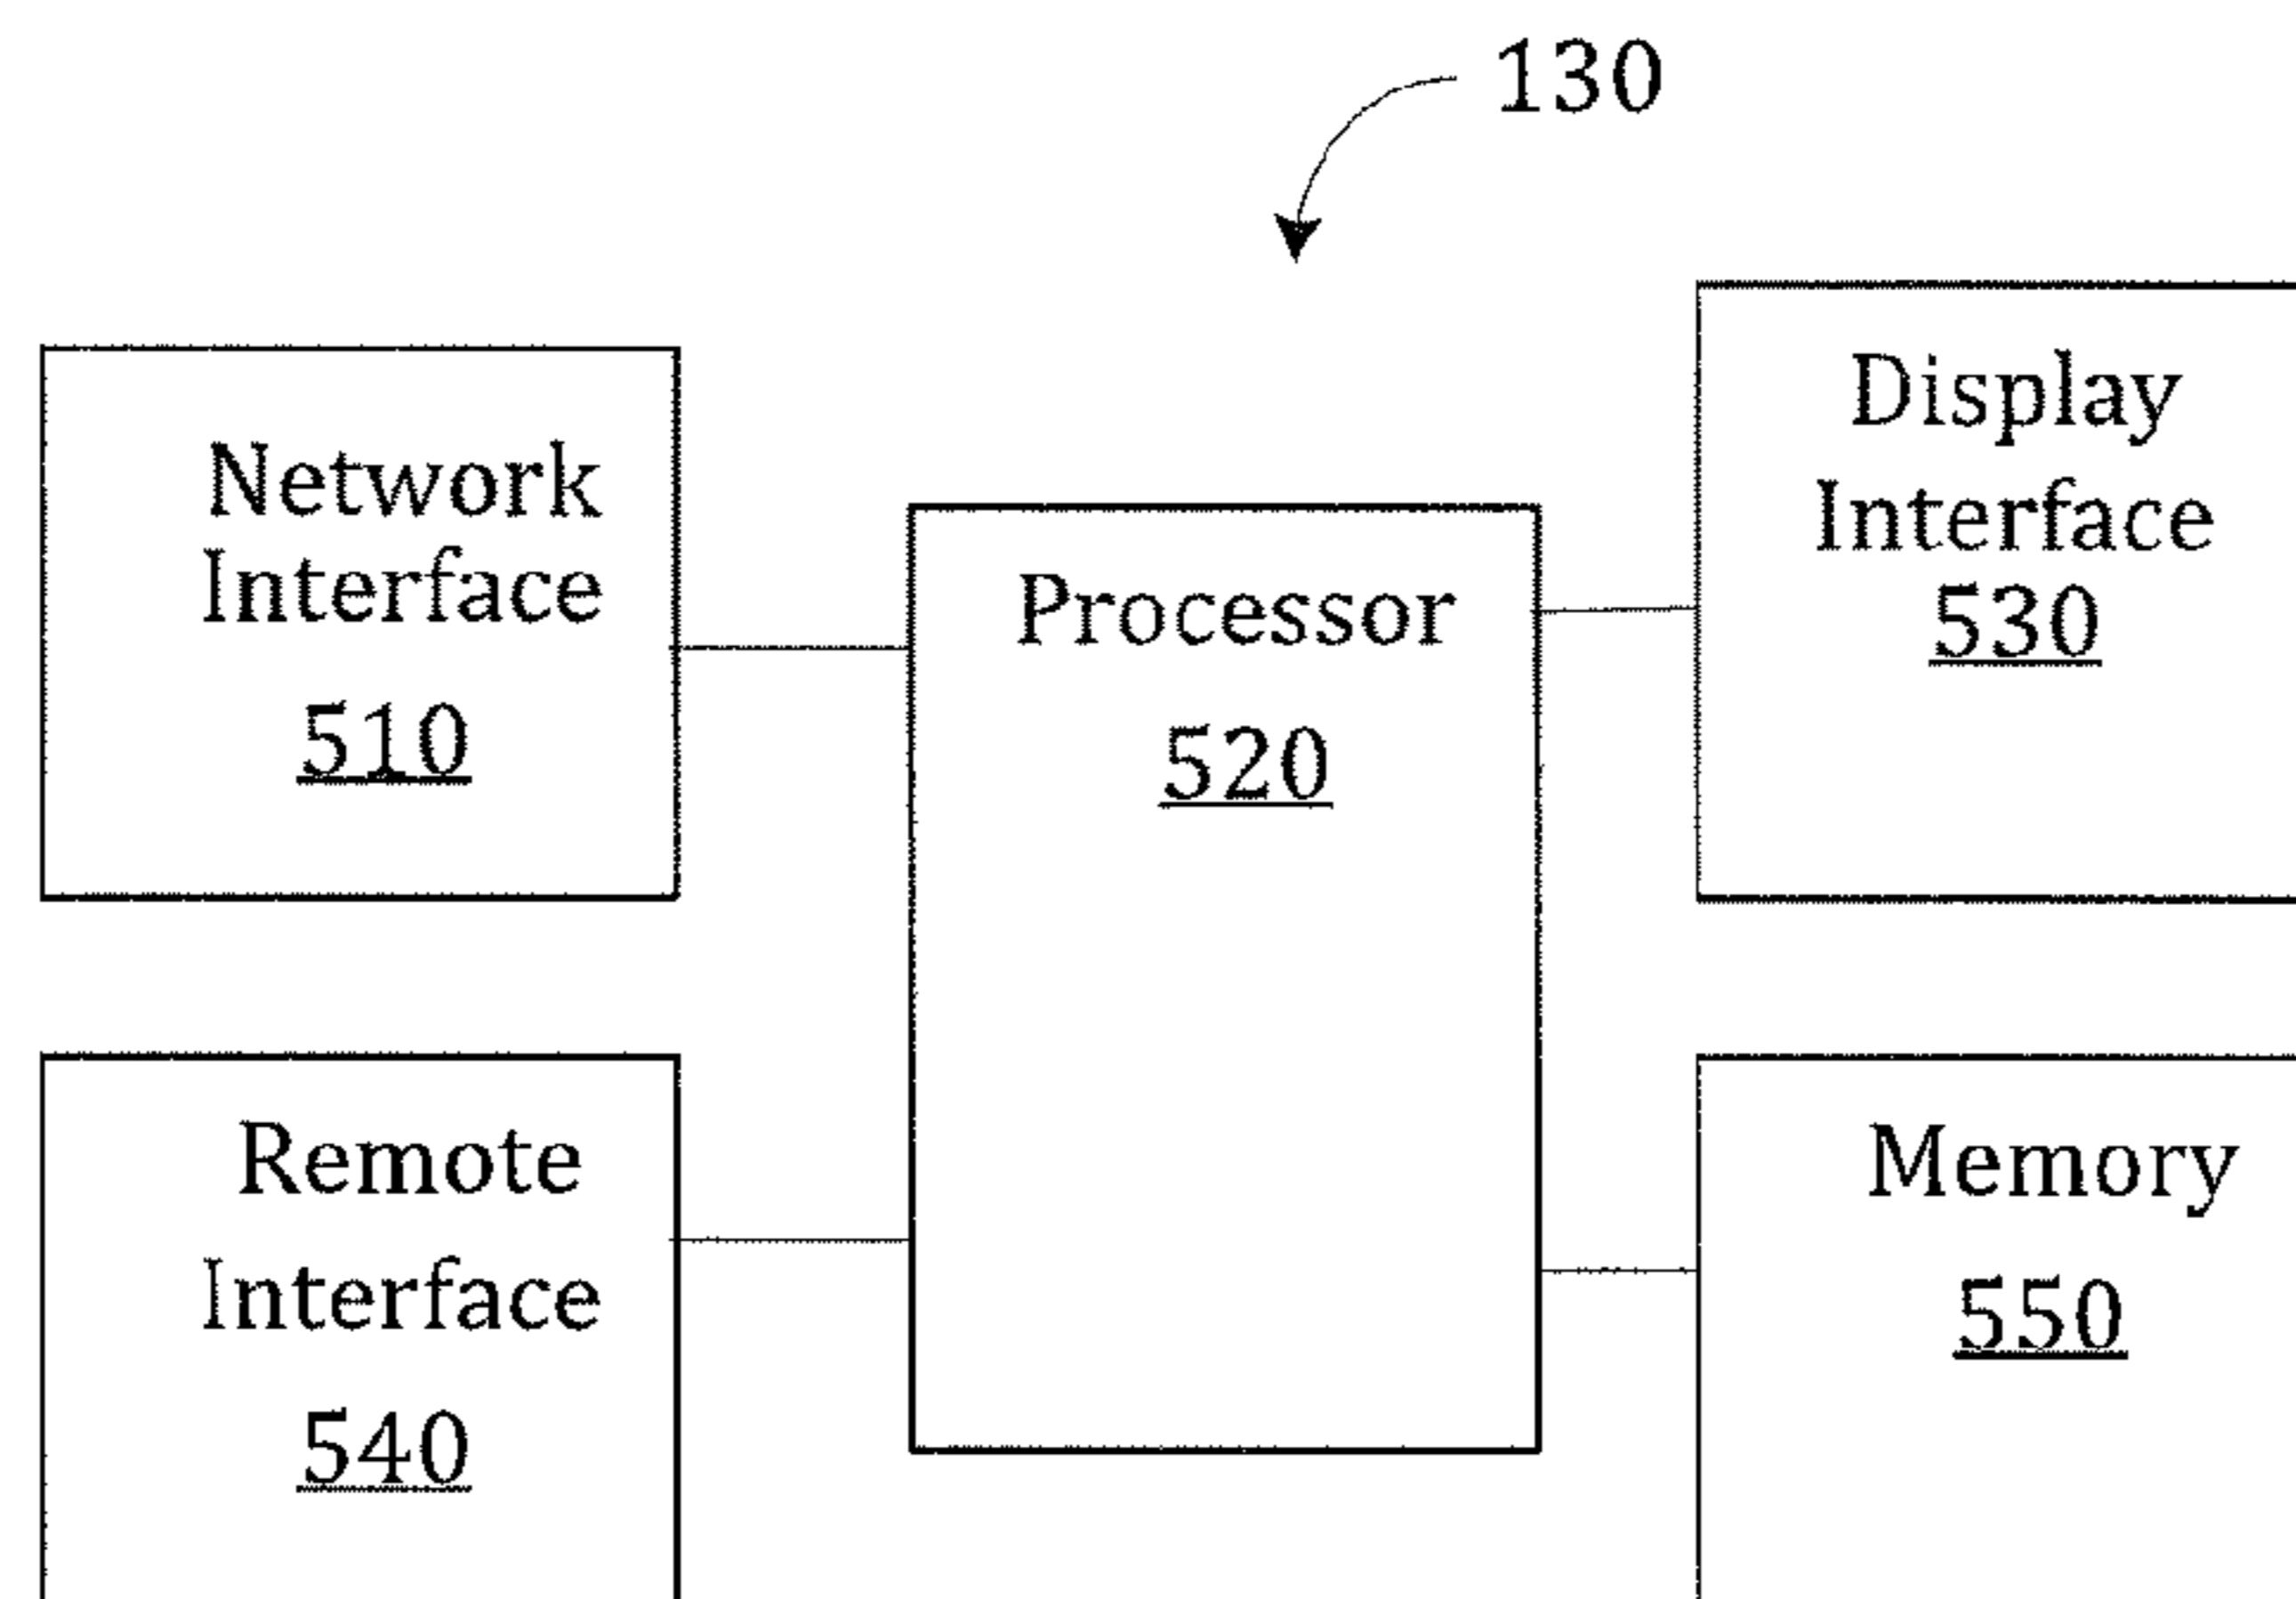 130
Network
Interface
510
Processor
520
Display
Interface
530
Remote
Interface
540
Memory
550